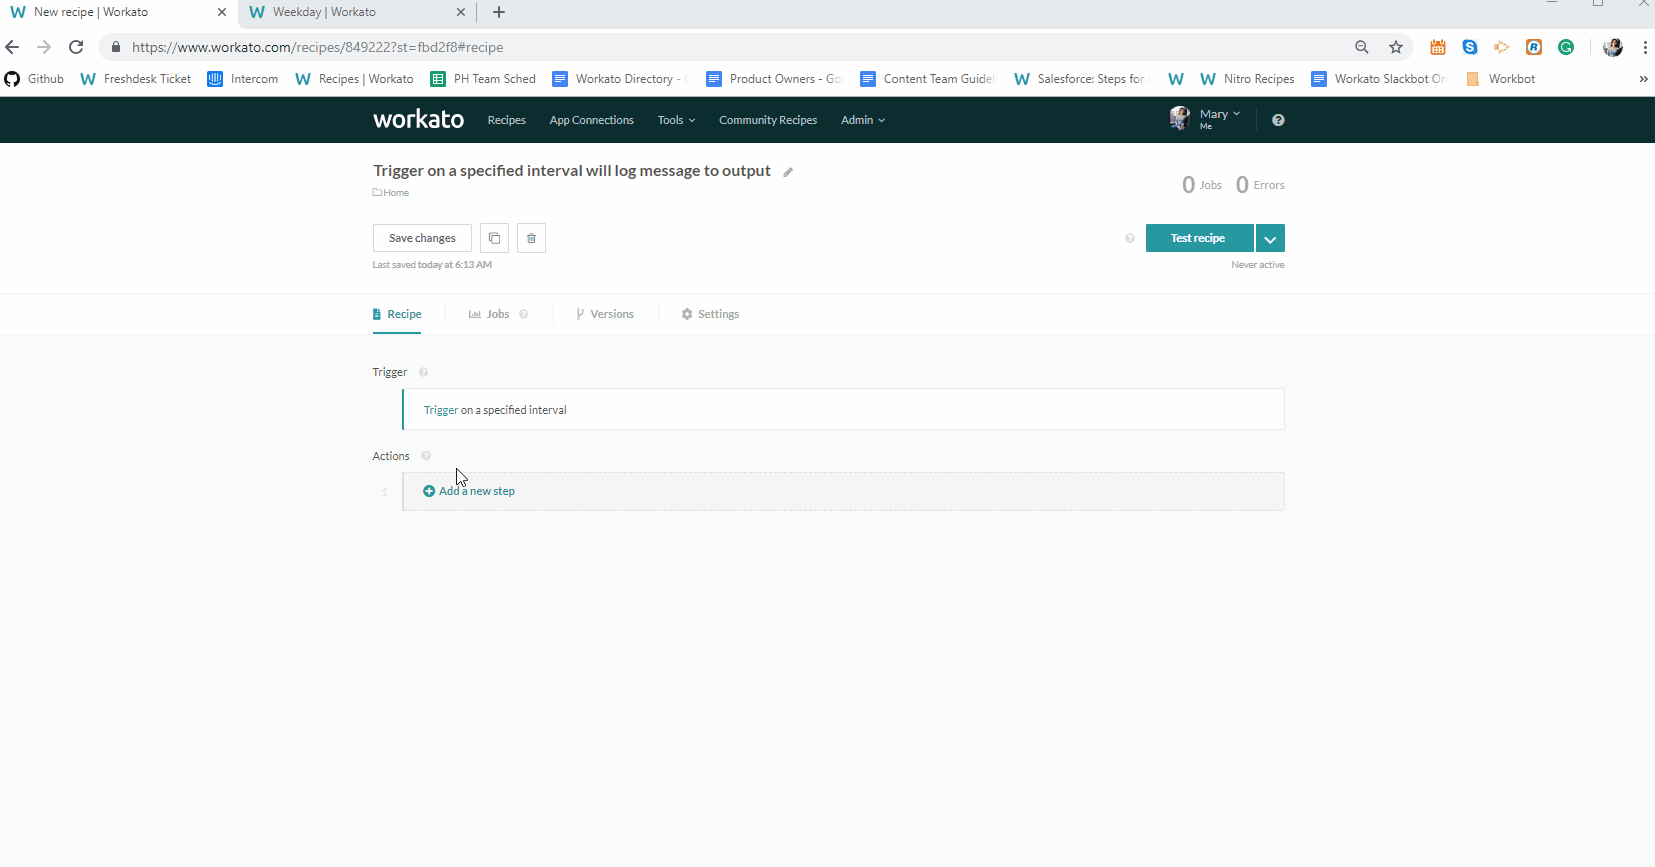 New recipe | Workato
Weekday | Workato
https://www.workato.com/recipes/849222?st=fbd2f8#recipe
Github Freshdesk Ticket Intercom Recipes | Workato PH Team Sched Workato Directory - Product Owners - Go Content Team Guidel Salesforce: Steps for Nitro Recipes Workato Slackbot On Workbot »
workato Recipes App Connections Tools Community Recipes Admin Mary
Me
Trigger on a specified interval will log message to output
Home
0 Jobs 0 Errors
Save changes
Test recipe
Last saved today at 6:13 AM
Never active
Recipe Jobs Versions Settings
Trigger
Trigger on a specified interval
Actions
1 Add a new step